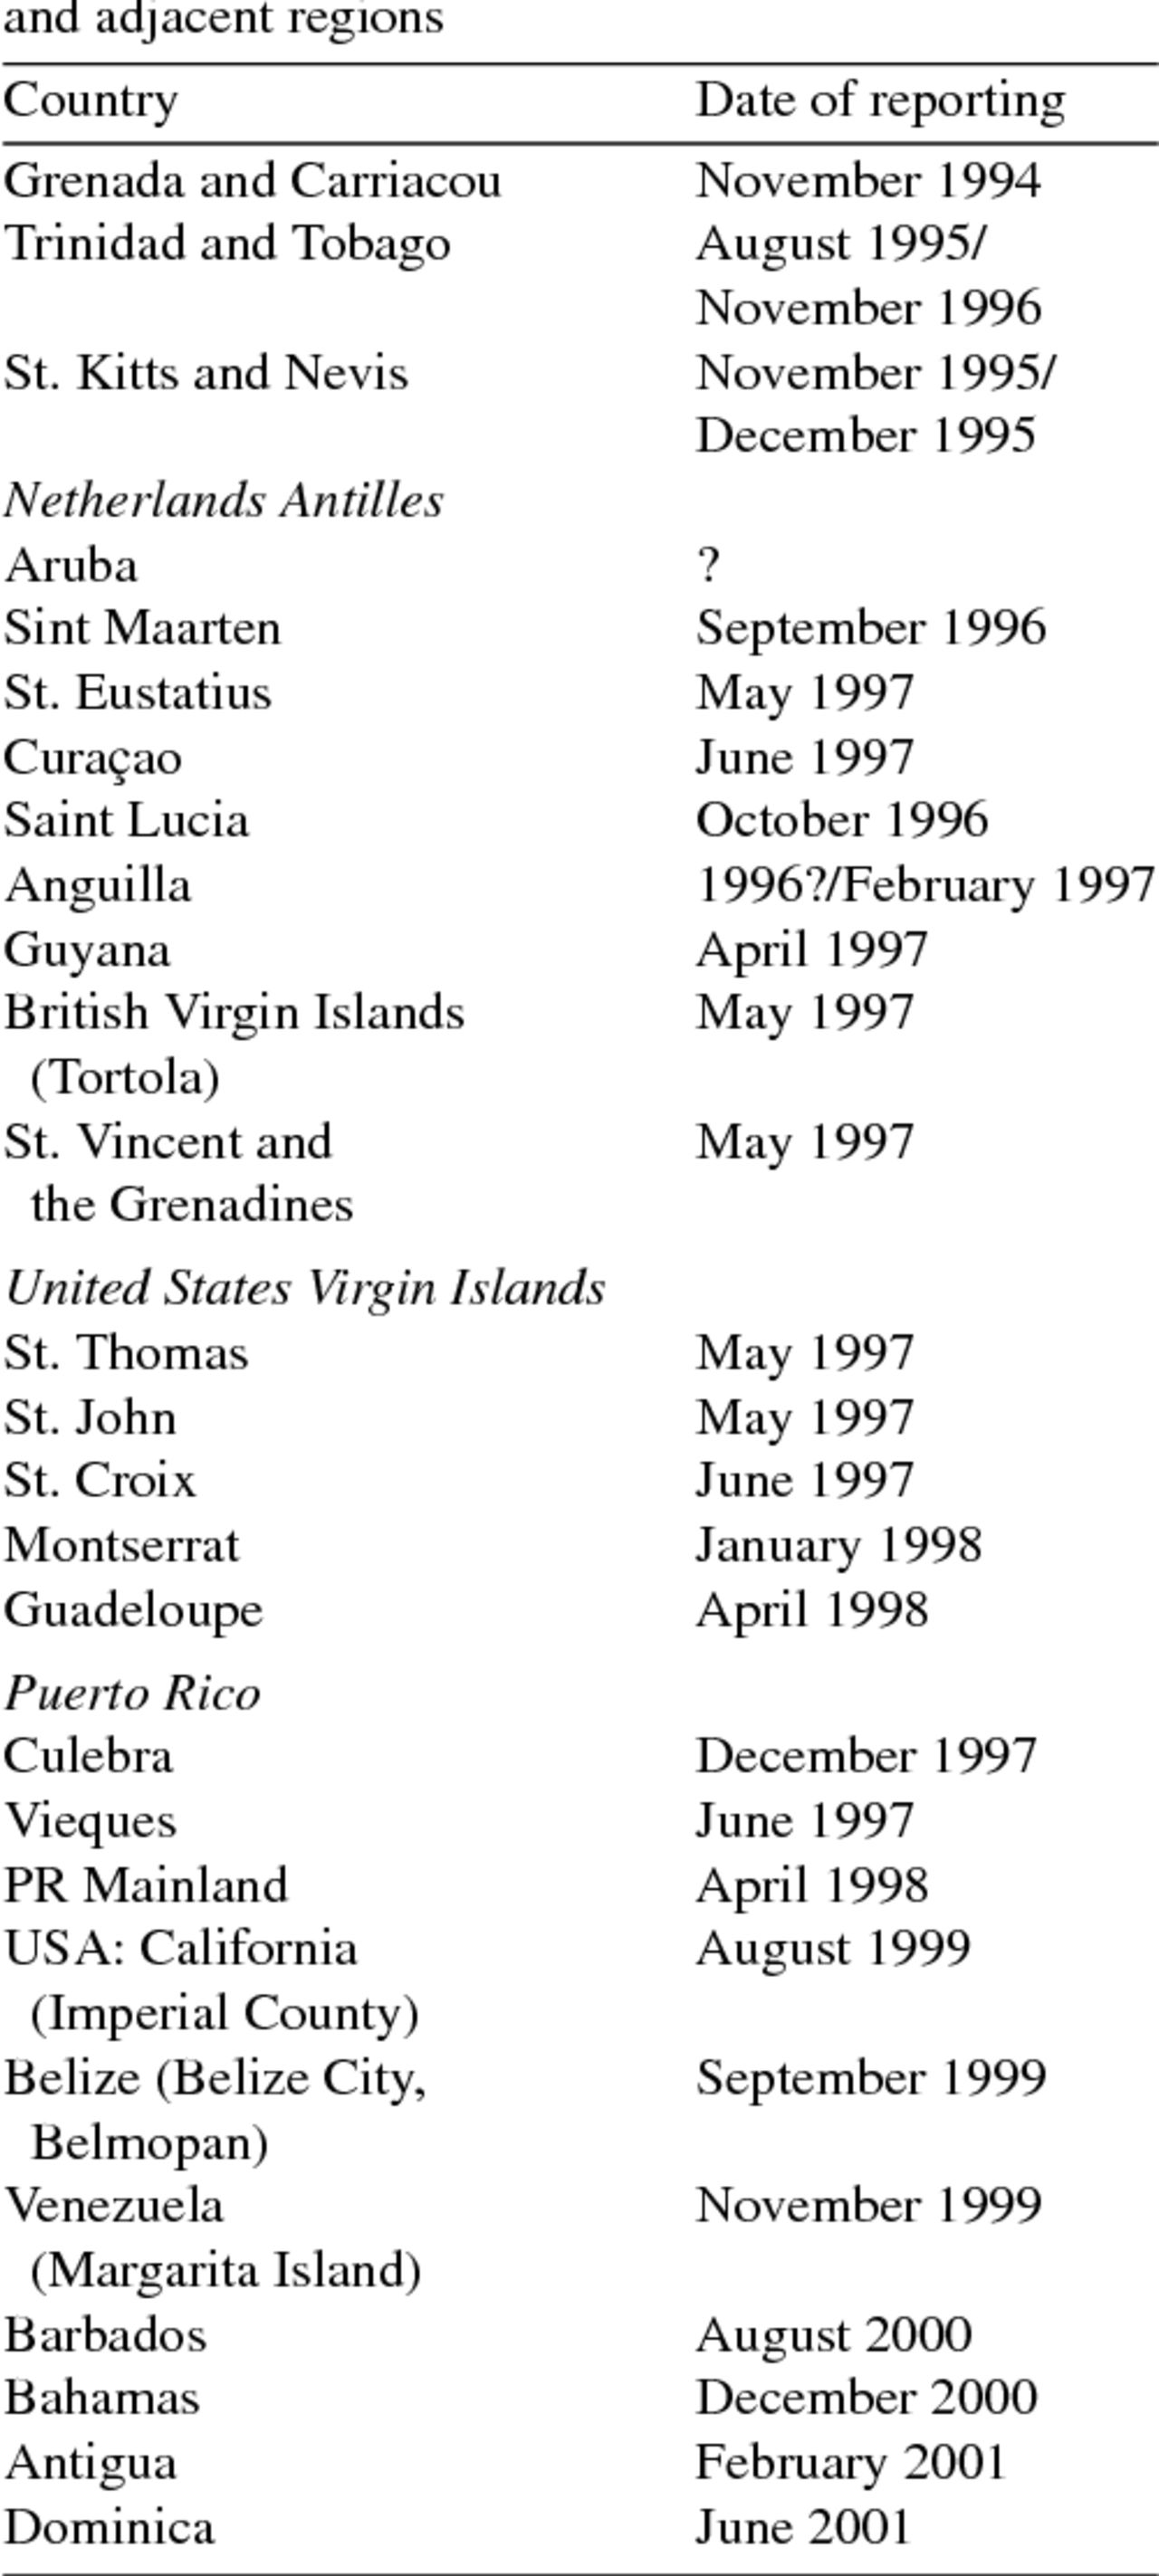 and adjacent regions
Country Date of reporting
Grenada and Carriacou November 1994
Trinidad and Tobago August 1995/
November 1996
St. Kitts and Nevis November 1995/
December 1995
Netherlands Antilles
Aruba ?
Sint Maarten September 1996
St. Eustatius May 1997
Curaçao June 1997
Saint Lucia October 1996
Anguilla 1996?/February 1997
Guyana April 1997
British Virgin Islands May 1997
(Tortola)
St. Vincent and May 1997
the Grenadines
United States Virgin Islands
St. Thomas May 1997
St. John May 1997
St. Croix June 1997
Montserrat January 1998
Guadeloupe April 1998
Puerto Rico
Culebra December 1997
Vieques June 1997
PR Mainland April 1998
USA: California August 1999
(Imperial County)
Belize (Belize City, September 1999
Belmopan)
Venezuela November 1999
(Margarita Island)
Barbados August 2000
Bahamas December 2000
Antigua February 2001
Dominica June 2001